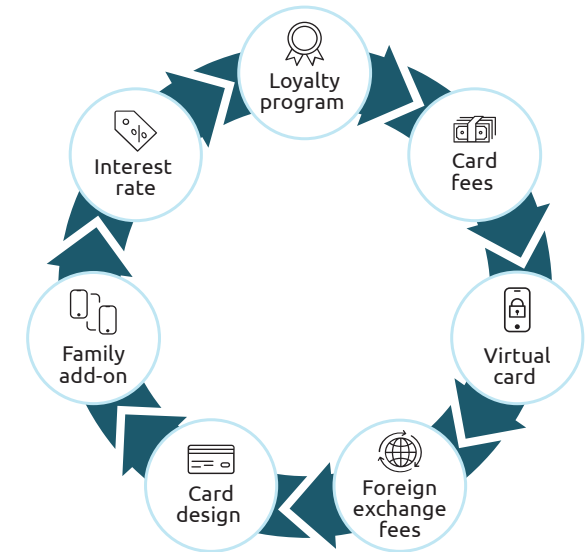 Loyalty
program
Card
fees
Virtual
card
Foreign
exchange
fees
Card
design
Family
add-on
Interest
rate